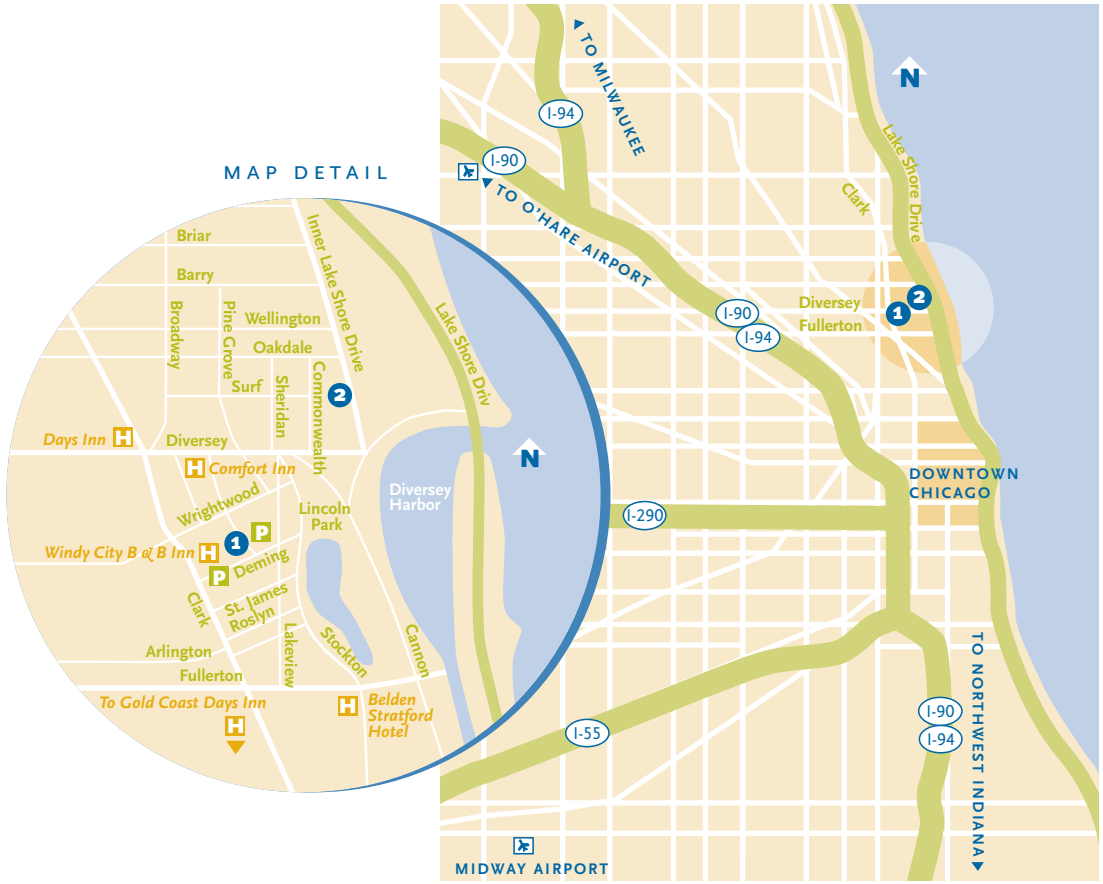 MAP DETAIL
Briar
Barry
Broadway
Pine Grove
Wellington
Oakdale
Surf
Sheridan
Commonwealth
Inner Lake Shore Drive
Lake Shore Driv
2
Days Inn H
Diversey
H Comfort Inn
Wrightwood
Lincoln
Park
Diversey
Harbor
N
Windy City B & B Inn H
1
P
P
Deming
St. James
Roslyn
Clark
Arlington
Lakeview
Stockton
Cannon
Fullerton
To Gold Coast Days Inn
H
H
Belden
Stratford
Hotel
TO MILWAUKEE
I-94
I-90
TO O'HARE AIRPORT
N
Lake Shore Drive
Clark
Diversey
Fullerton
1
2
I-90
I-94
DOWNTOWN
CHICAGO
I-290
I-55
I-90
I-94
TO NORTHWEST INDIANA
MIDWAY AIRPORT